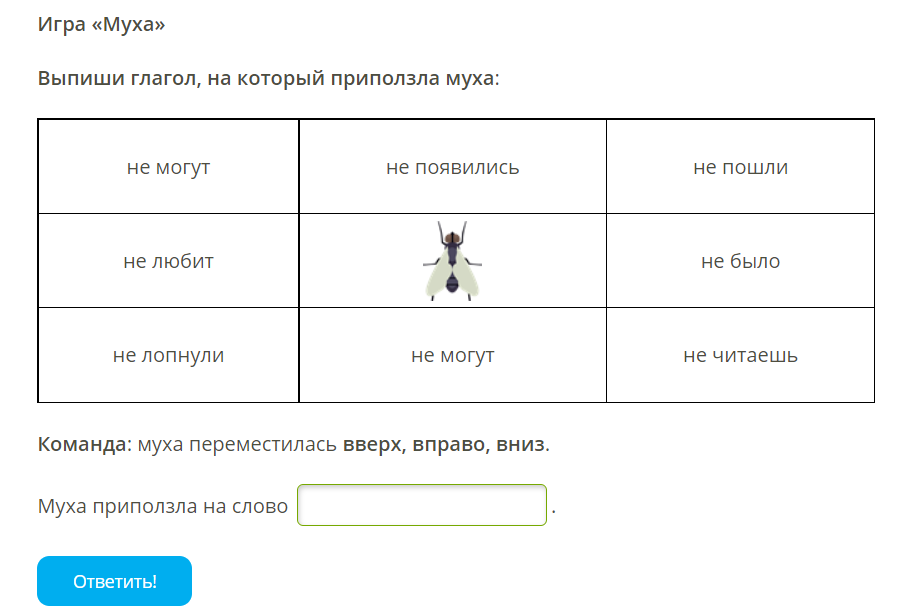 Игра «Муха»
Выпиши глагол, на который приползла муха:
не могут не появились не пошли
не любит не было
не лопнули не могут не читаешь
Команда: муха переместилась вверх, вправо, вниз.
Муха приползла на слово .
Ответить!